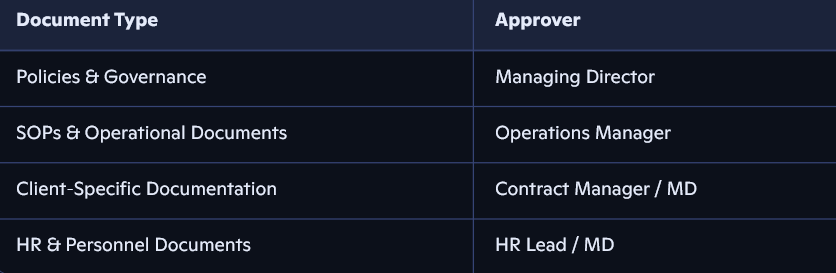 Document Type Approver
Policies & Governance Managing Director
SOPs & Operational Documents Operations Manager
Client-Specific Documentation Contract Manager / MD
HR & Personnel Documents HR Lead / MD